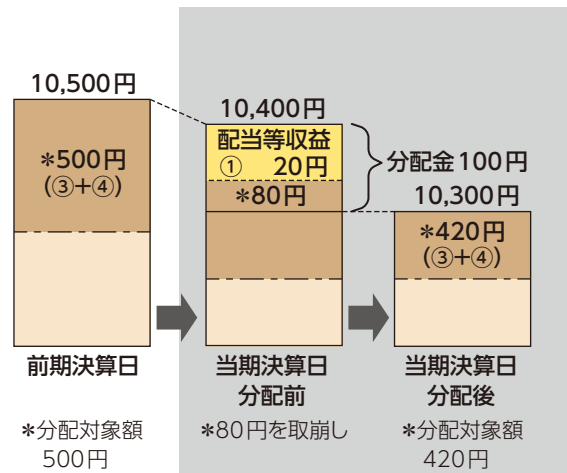 10,500円
*500円
(③+④)
前期決算日
*分配対象額
500円
10,400円
配当等収益
① 20円
*80円
分配金100円
当期決算日
分配前
*80円を取崩し
10,300円
*420円
(③+④)
当期決算日
分配後
*分配対象額
420円